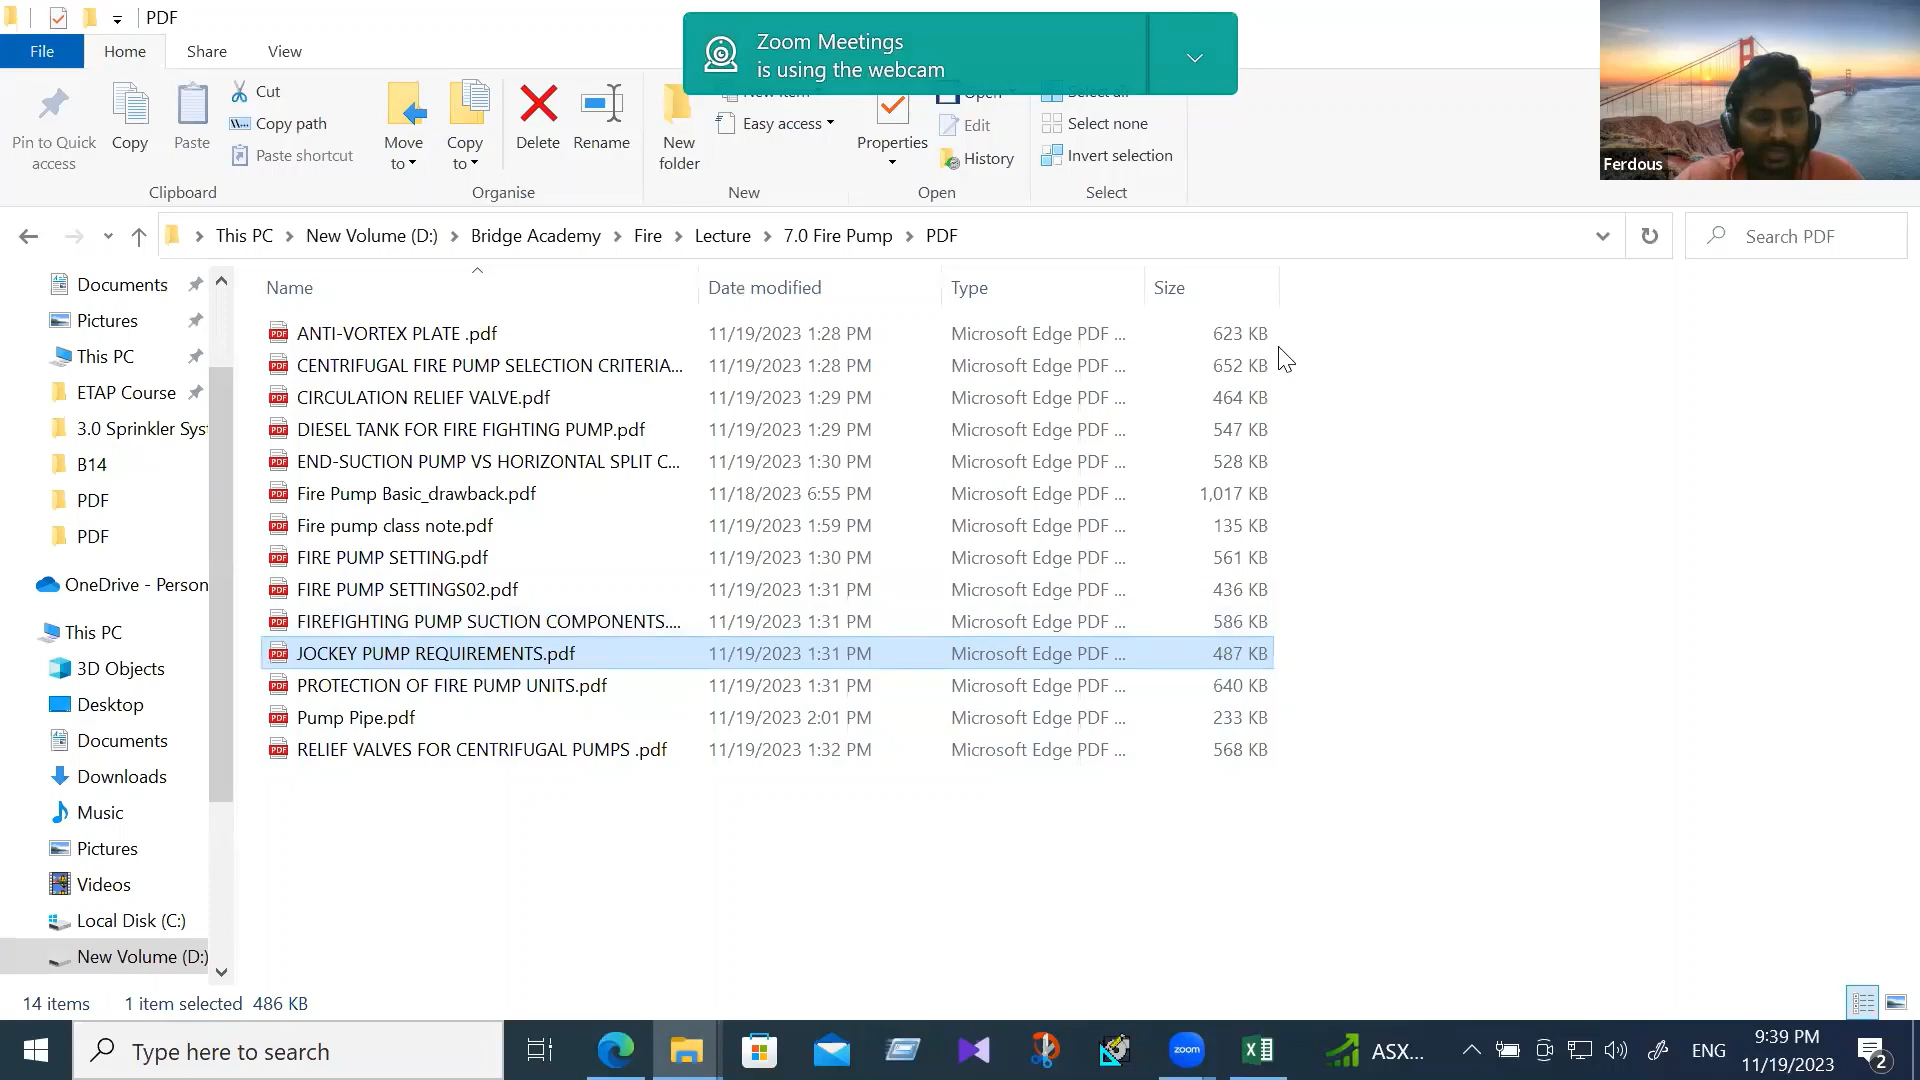 PDF
File Home Share View
Zoom Meetings
is using the webcam
Pin to Quick
access
Copy
Paste
Cut
Copy path
Paste shortcut
Clipboard
Move
to
Copy
to
Delete
Rename
Organise
New
folder
Easy access
New
Properties
Edit
History
Open
Select none
Invert selection
Select
Ferdous
This PC New Volume (D:) Bridge Academy Fire Lecture 7.0 Fire Pump PDF
Search PDF
Documents
Pictures
This PC
ETAP Course
3.0 Sprinkler Sys
B14
PDF
PDF
OneDrive - Person
This PC
3D Objects
Desktop
Documents
Downloads
Music
Pictures
Videos
Local Disk (C:)
New Volume (D:)
Name Date modified Type Size
ANTI-VORTEX PLATE .pdf 11/19/2023 1:28 PM Microsoft Edge PDF ... 623 KB
CENTRIFUGAL FIRE PUMP SELECTION CRITERIA... 11/19/2023 1:28 PM Microsoft Edge PDF ... 652 KB
CIRCULATION RELIEF VALVE.pdf 11/19/2023 1:29 PM Microsoft Edge PDF ... 464 KB
DIESEL TANK FOR FIRE FIGHTING PUMP.pdf 11/19/2023 1:29 PM Microsoft Edge PDF ... 547 KB
END-SUCTION PUMP VS HORIZONTAL SPLIT C... 11/19/2023 1:30 PM Microsoft Edge PDF ... 528 KB
Fire Pump Basic_drawback.pdf 11/18/2023 6:55 PM Microsoft Edge PDF ... 1,017 KB
Fire pump class note.pdf 11/19/2023 1:59 PM Microsoft Edge PDF ... 135 KB
FIRE PUMP SETTING.pdf 11/19/2023 1:30 PM Microsoft Edge PDF ... 561 KB
FIRE PUMP SETTINGS02.pdf 11/19/2023 1:31 PM Microsoft Edge PDF ... 436 KB
FIREFIGHTING PUMP SUCTION COMPONENTS.... 11/19/2023 1:31 PM Microsoft Edge PDF ... 586 KB
JOCKEY PUMP REQUIREMENTS.pdf 11/19/2023 1:31 PM Microsoft Edge PDF ... 487 KB
PROTECTION OF FIRE PUMP UNITS.pdf 11/19/2023 1:31 PM Microsoft Edge PDF ... 640 KB
Pump Pipe.pdf 11/19/2023 2:01 PM Microsoft Edge PDF ... 233 KB
RELIEF VALVES FOR CENTRIFUGAL PUMPS .pdf 11/19/2023 1:32 PM Microsoft Edge PDF ... 568 KB
14 items 1 item selected 486 KB
Type here to search
zoom
ASX...
ENG
9:39 PM
11/19/2023
2